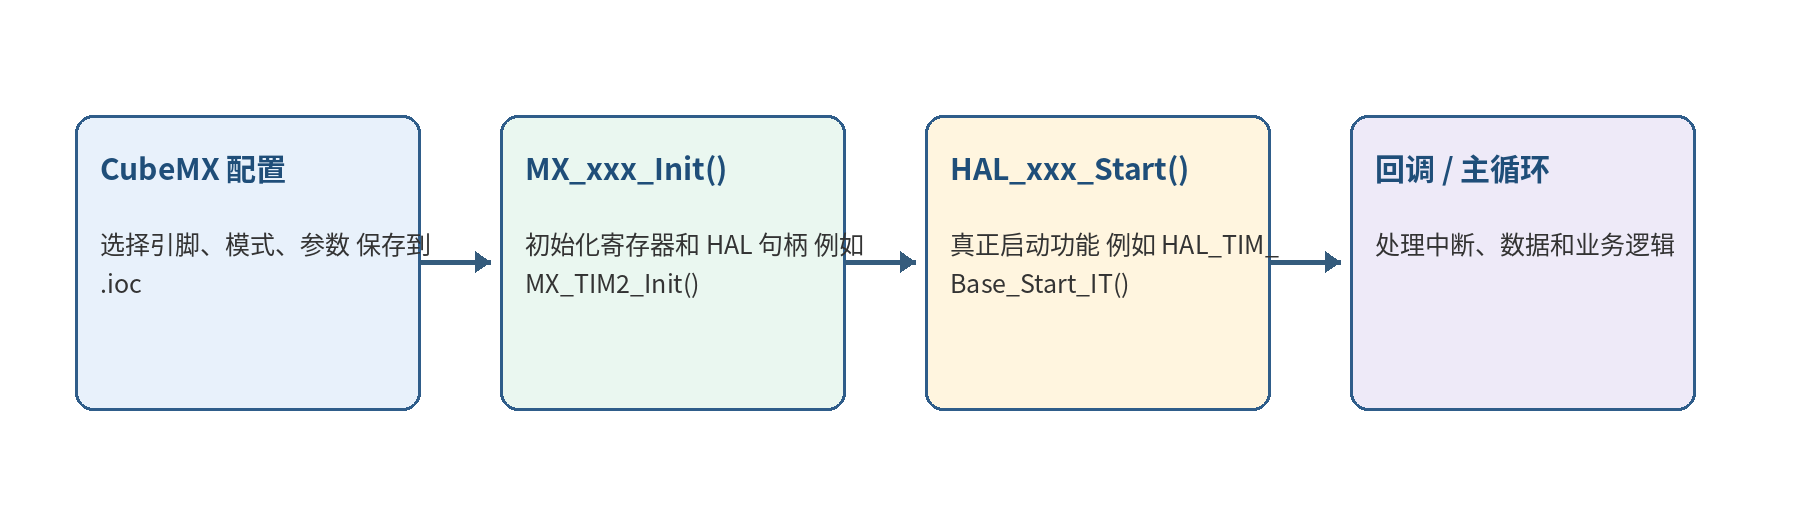 CubeMX 配置
选择引脚、模式、参数 保存到
.ioc
MX_xxx_Init()
初始化寄存器和 HAL 句柄 例如
MX_TIM2_Init()
HAL_xxx_Start()
真正启动功能 例如 HAL_TIM_
Base_Start_IT()
回调 / 主循环
处理中断、数据和业务逻辑